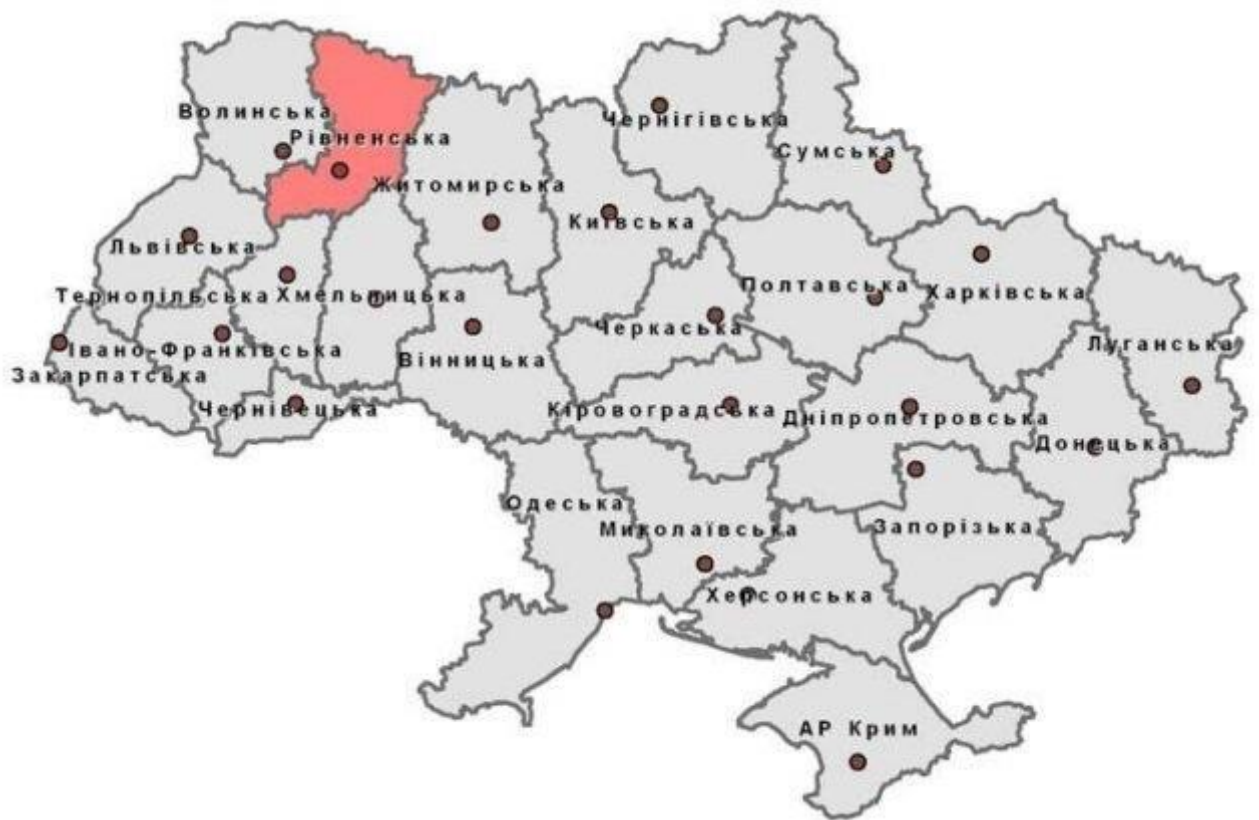 Волинська
Чернігівська
Рівненська
Сумська
Житомирська
Київська
Львівська
Полтавська
Харківська
Тернопільська
Хмельницька
Черкаська
Луганська
Івано-Франківська
Вінницька
Закарпатська
Чернівецька
Кіровоградська
Дніпропетровська
Донецька
Одеська
Миколаївська
Запорізька
Херсонська
АР Крим